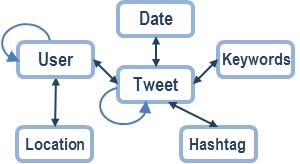 Date
User
Keywords
Tweet
Location
Hashtag